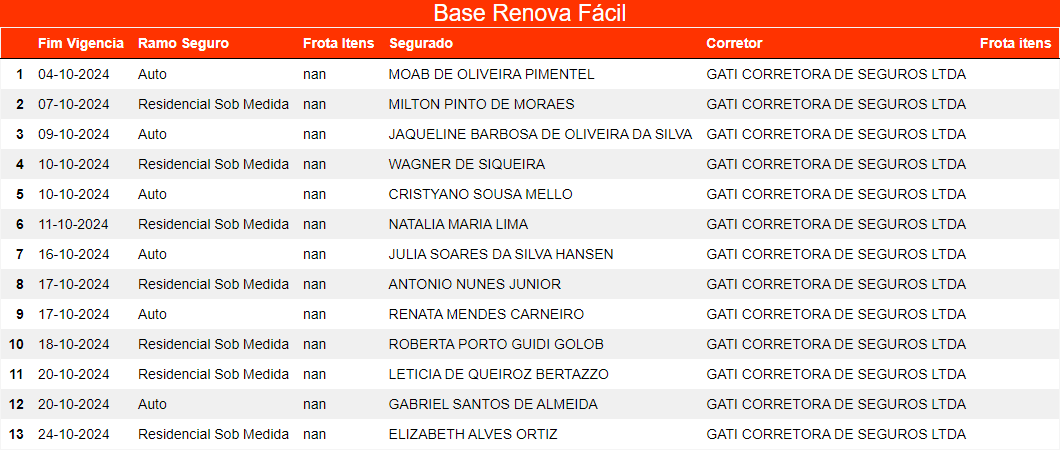 Base Renova Fácil
Fim Vigencia Ramo Seguro Frota Itens Segurado Corretor Frota itens
1 04-10-2024 Auto nan MOAB DE OLIVEIRA PIMENTEL GATI CORRETORA DE SEGUROS LTDA
2 07-10-2024 Residencial Sob Medida nan MILTON PINTO DE MORAES GATI CORRETORA DE SEGUROS LTDA
3 09-10-2024 Auto nan JAQUELINE BARBOSA DE OLIVEIRA DA SILVA GATI CORRETORA DE SEGUROS LTDA
4 10-10-2024 Residencial Sob Medida nan WAGNER DE SIQUEIRA GATI CORRETORA DE SEGUROS LTDA
5 10-10-2024 Auto nan CRISTYANO SOUSA MELLO GATI CORRETORA DE SEGUROS LTDA
6 11-10-2024 Residencial Sob Medida nan NATALIA MARIA LIMA GATI CORRETORA DE SEGUROS LTDA
7 16-10-2024 Auto nan JULIA SOARES DA SILVA HANSEN GATI CORRETORA DE SEGUROS LTDA
8 17-10-2024 Residencial Sob Medida nan ANTONIO NUNES JUNIOR GATI CORRETORA DE SEGUROS LTDA
9 17-10-2024 Auto nan RENATA MENDES CARNEIRO GATI CORRETORA DE SEGUROS LTDA
10 18-10-2024 Residencial Sob Medida nan ROBERTA PORTO GUIDI GOLOB GATI CORRETORA DE SEGUROS LTDA
11 20-10-2024 Residencial Sob Medida nan LETICIA DE QUEIROZ BERTAZZO GATI CORRETORA DE SEGUROS LTDA
12 20-10-2024 Auto nan GABRIEL SANTOS DE ALMEIDA GATI CORRETORA DE SEGUROS LTDA
13 24-10-2024 Residencial Sob Medida nan ELIZABETH ALVES ORTIZ GATI CORRETORA DE SEGUROS LTDA